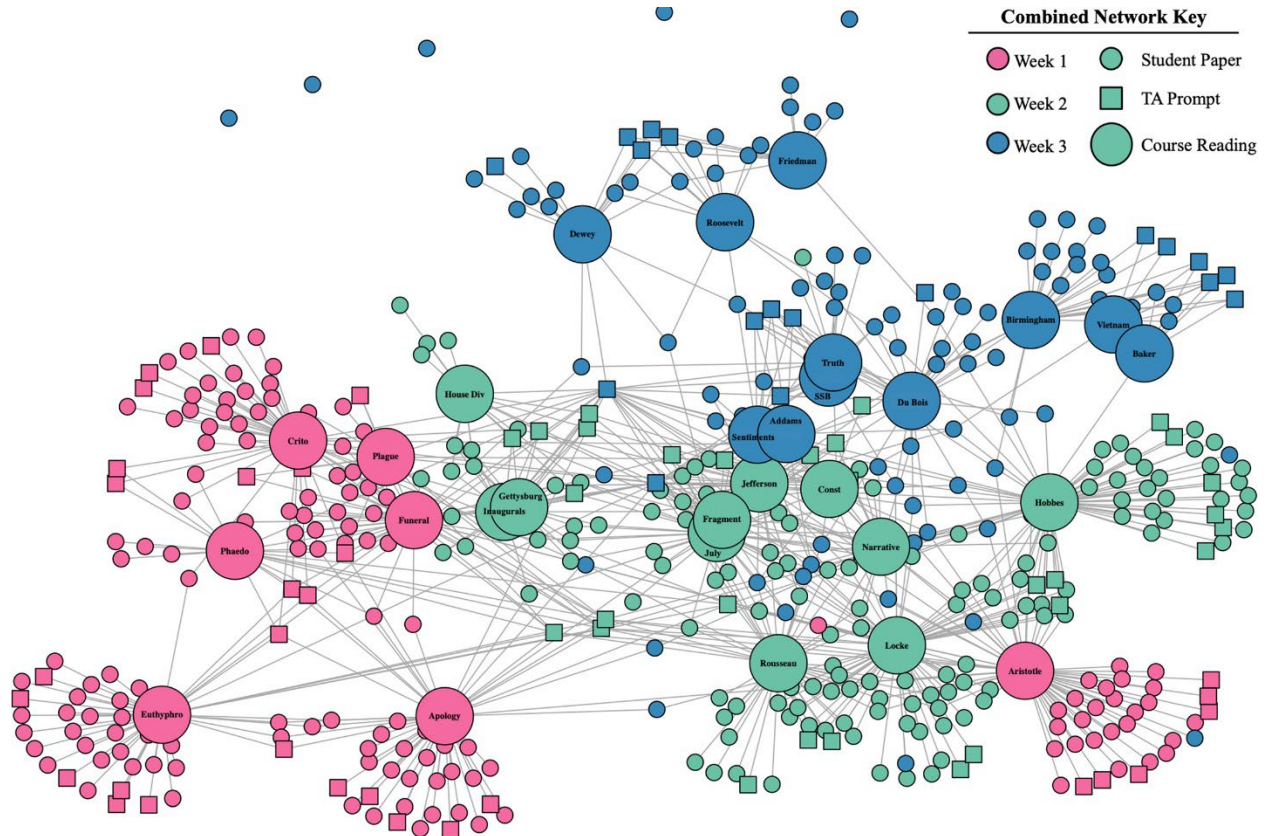 Combined Network Key
Week 1
Student Paper
Week 2
TA Prompt
Week 3
Course Reading
Friedman
Roosevelt
Dewey
Birmingham
Vietnam
Baker
Truth
SSB
Du Bois
House Div
Addams
Sentiments
Crito
Plague
Jefferson
Const
Hobbes
Gettysburg
Inaugurals
Funeral
Fragment
July
Narrative
Phaedo
Locke
Rousseau
Aristotle
Euthyphro
Apology